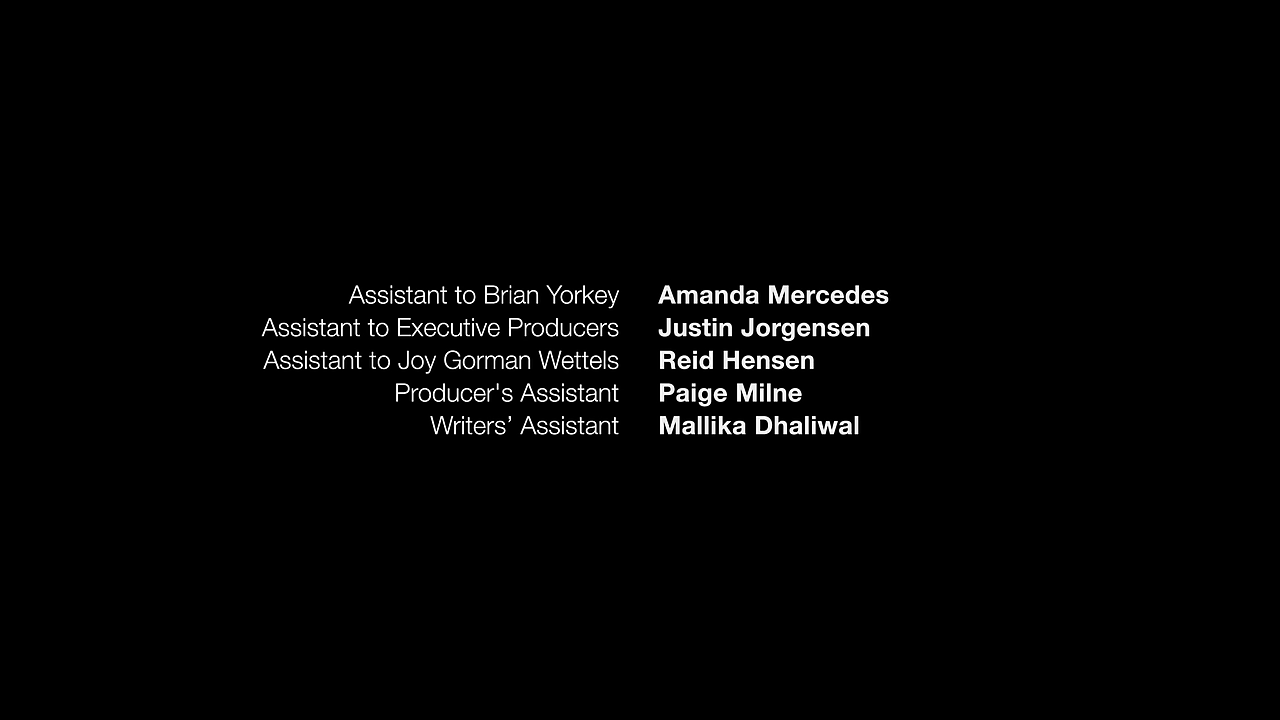 Assistant to Brian Yorkey Amanda Mercedes
Assistant to Executive Producers Justin Jorgensen
Assistant to Joy Gorman Wettels Reid Hensen
Producer's Assistant Paige Milne
Writers’ Assistant Mallika Dhaliwal